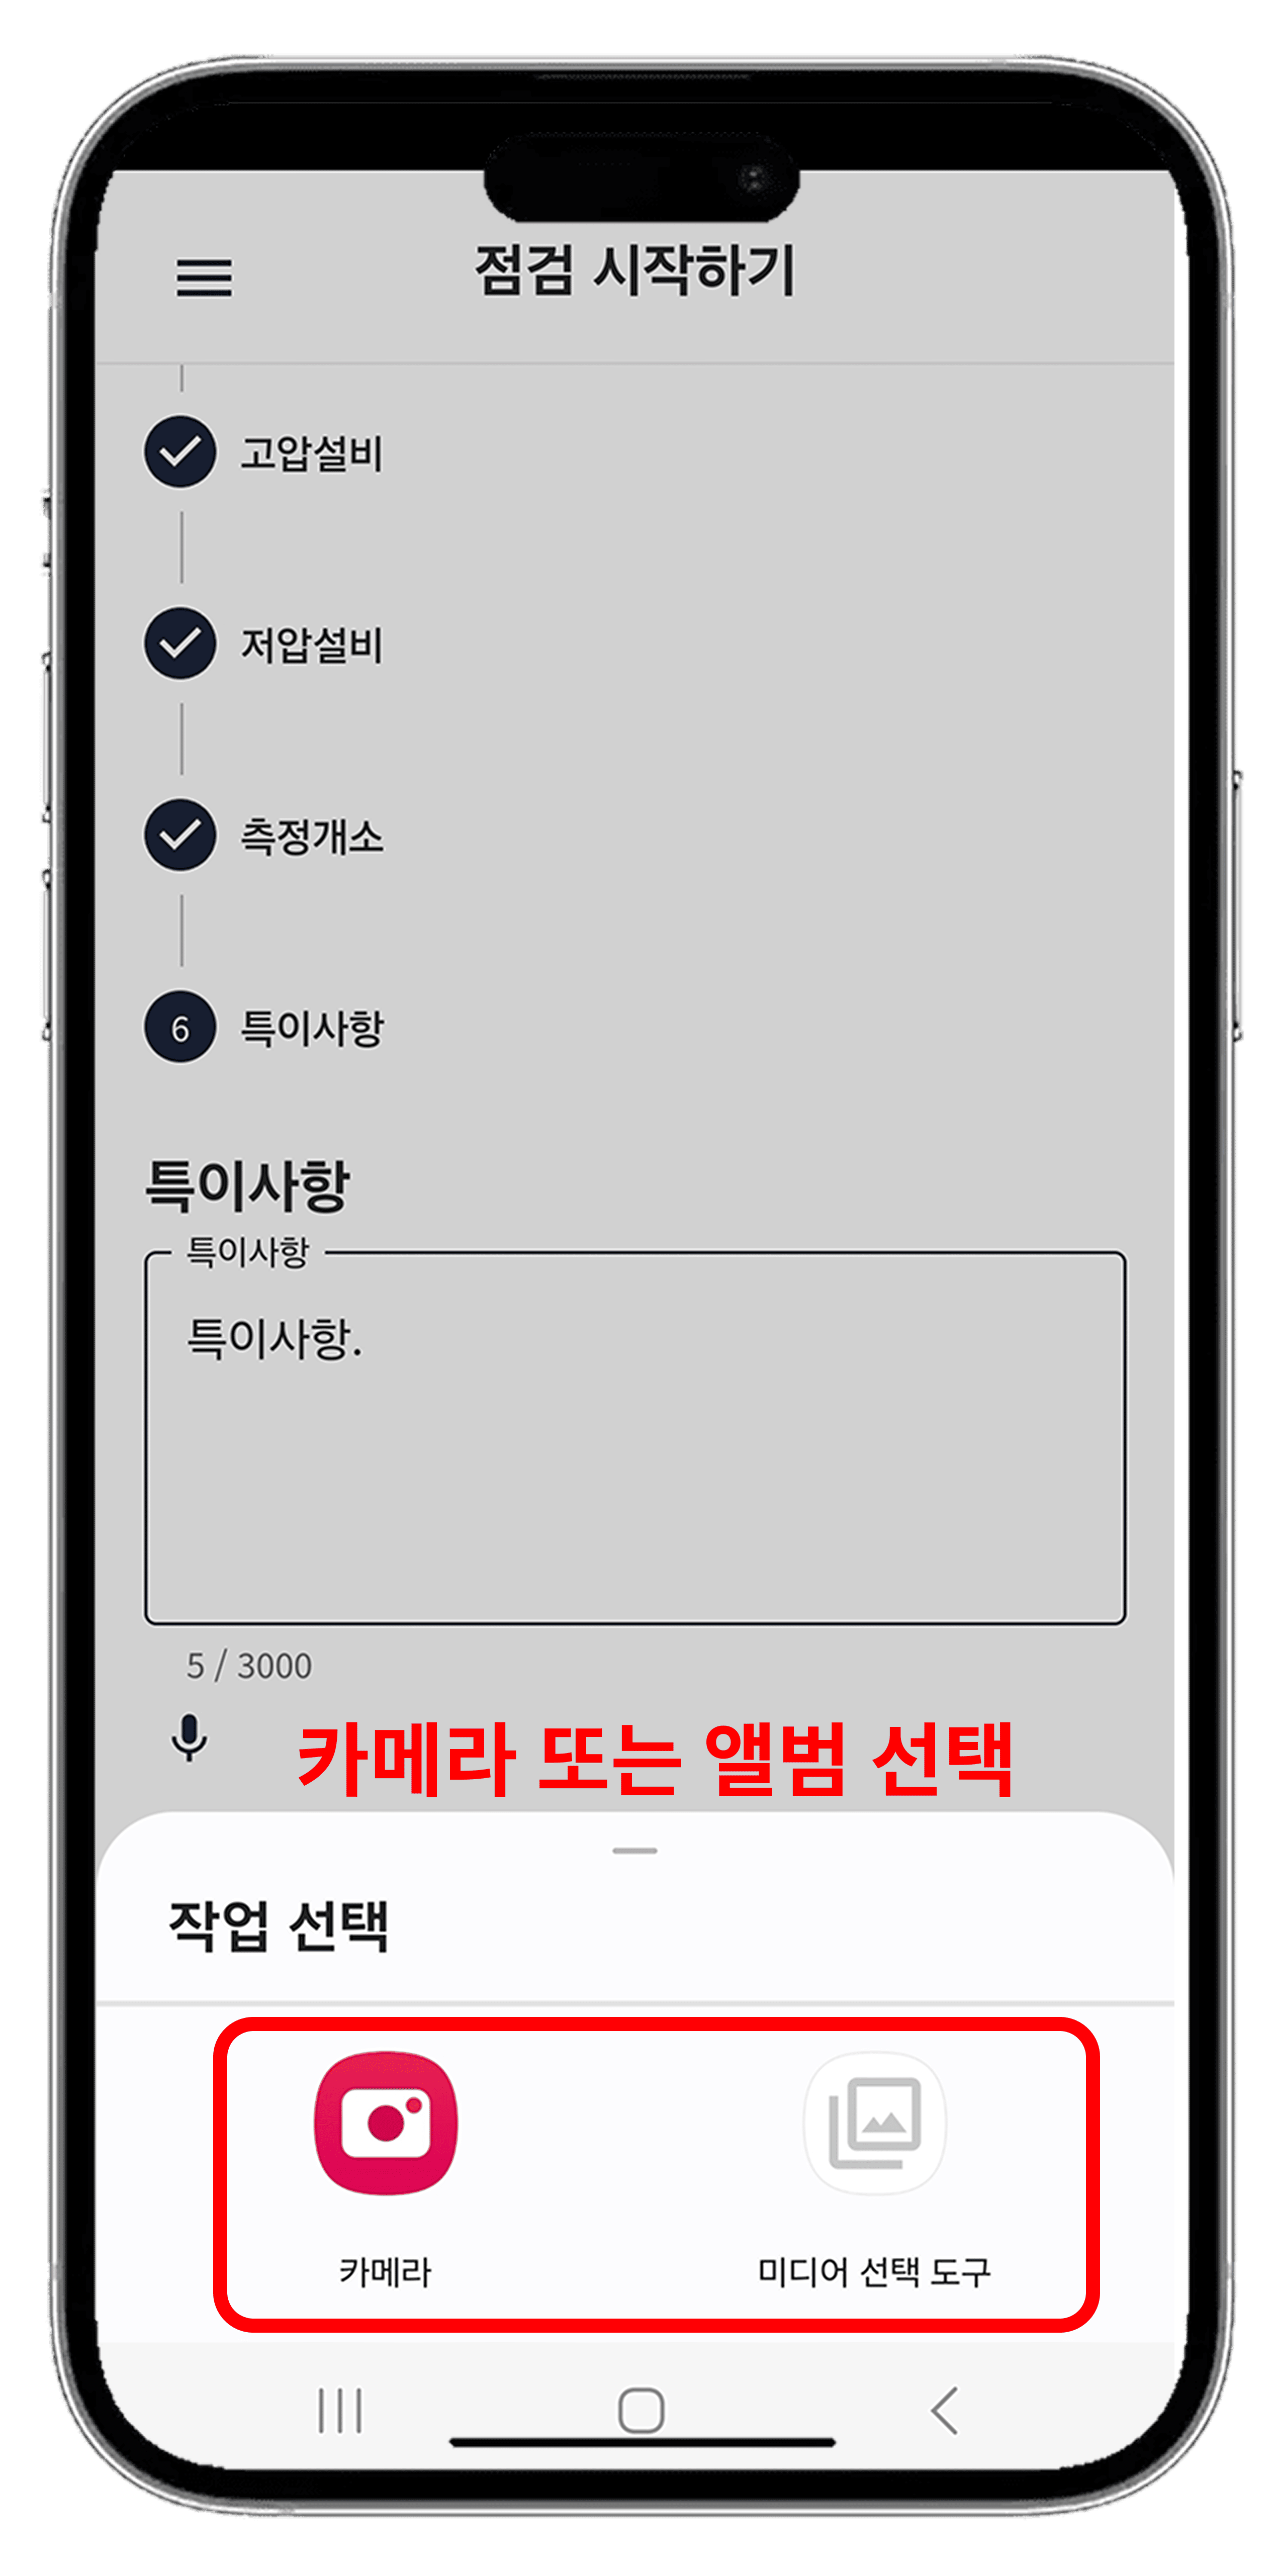 점검 시작하기
고압설비
저압설비
측정개소
6 특이사항
특이사항
특이사항
특이사항.
5 / 3000
카메라 또는 앨범 선택
작업 선택
카메라 미디어 선택 도구